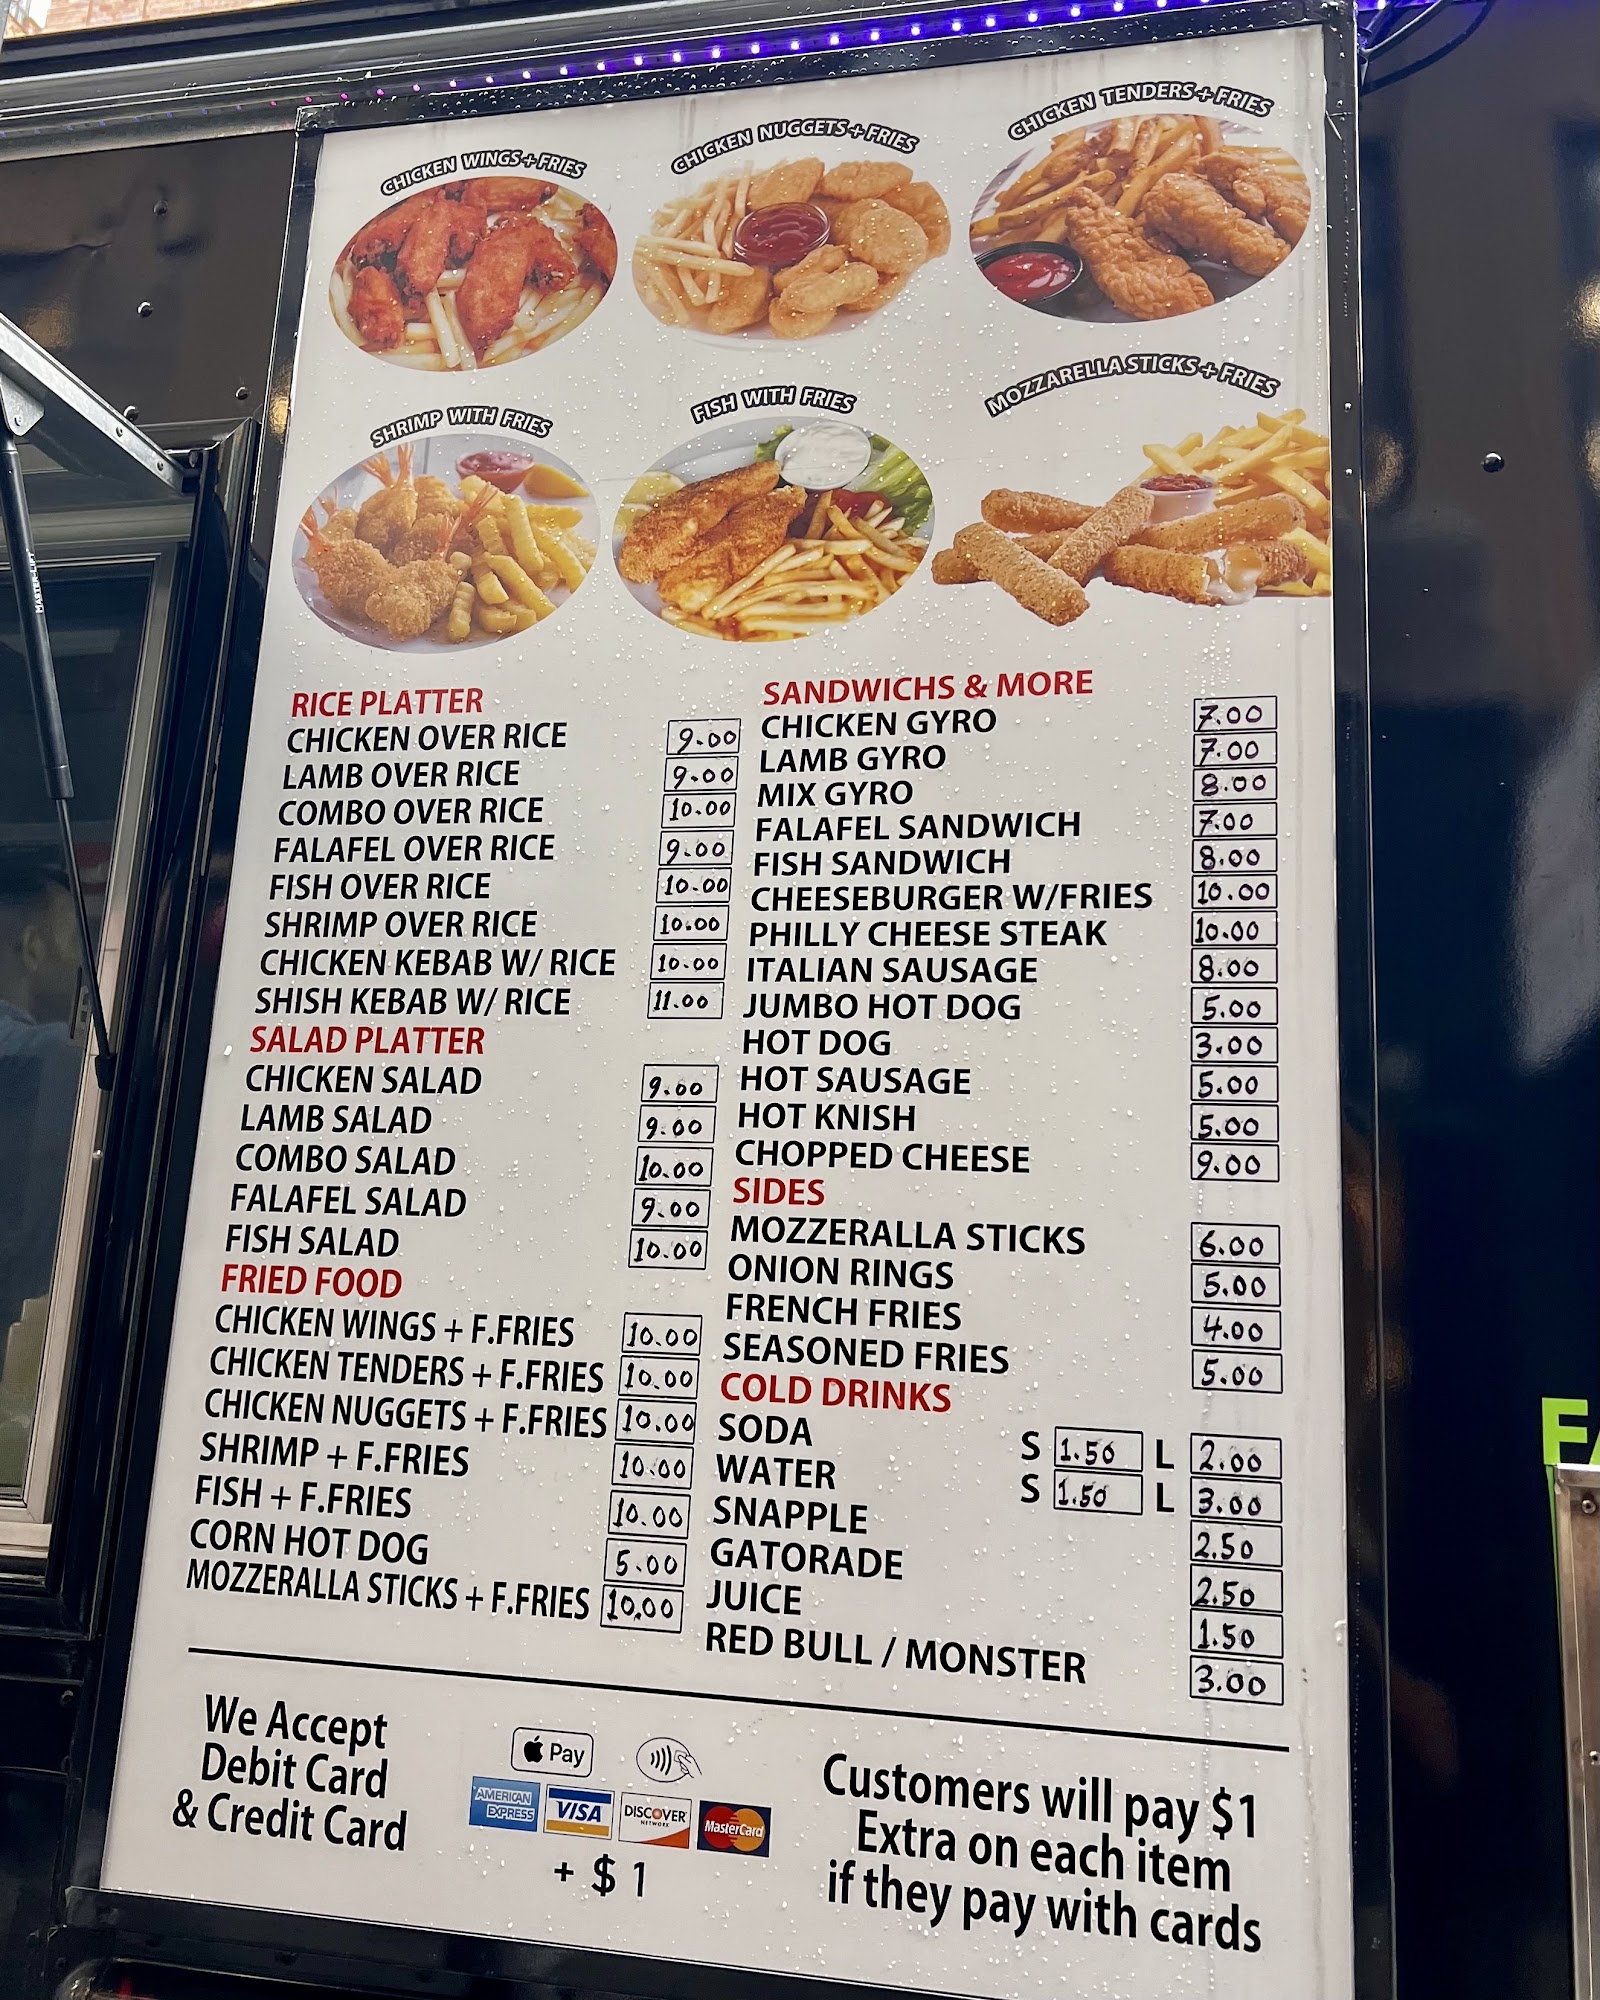 CHICKEN WINGS + FRIES
CHICKEN NUGGETS + FRIES
CHICKEN TENDERS + FRIES
SHRIMP WITH FRIES
FISH WITH FRIES
MOZZARELLA STICKS + FRIES
MASTER-LIFT
RICE PLATTER
CHICKEN OVER RICE 9.00
LAMB OVER RICE 9.00
COMBO OVER RICE 10.00
FALAFEL OVER RICE 9.00
FISH OVER RICE 10.00
SHRIMP OVER RICE 10.00
CHICKEN KEBAB W/ RICE 10.00
SHISH KEBAB W/ RICE 11.00
SALAD PLATTER
CHICKEN SALAD 9.00
LAMB SALAD 9.00
COMBO SALAD 10.00
FALAFEL SALAD 9.00
FISH SALAD 10.00
FRIED FOOD
CHICKEN WINGS + F.FRIES 10.00
CHICKEN TENDERS + F.FRIES 10.00
CHICKEN NUGGETS + F.FRIES 10.00
SHRIMP + F.FRIES 10.00
FISH + F.FRIES 10.00
CORN HOT DOG 5.00
MOZZERALLA STICKS + F.FRIES 10.00
SANDWICHS & MORE
CHICKEN GYRO 7.00
LAMB GYRO 7.00
MIX GYRO 8.00
FALAFEL SANDWICH 7.00
FISH SANDWICH 8.00
CHEESEBURGER W/FRIES 10.00
PHILLY CHEESE STEAK 10.00
ITALIAN SAUSAGE 8.00
JUMBO HOT DOG 5.00
HOT DOG 3.00
HOT SAUSAGE 5.00
HOT KNISH 5.00
CHOPPED CHEESE 9.00
SIDES
MOZZERALLA STICKS 6.00
ONION RINGS 5.00
FRENCH FRIES 4.00
SEASONED FRIES 5.00
COLD DRINKS
SODA S 1.50 L 2.00
WATER S 1.50 L 3.00
SNAPPLE 2.50
GATORADE 2.50
JUICE 1.50
RED BULL / MONSTER 3.00
We Accept
Debit Card
& Credit Card
Pay
AMERICAN EXPRESS VISA DISCOVER NETWORK MasterCard
+ $ 1
Customers will pay $1
Extra on each item
if they pay with cards